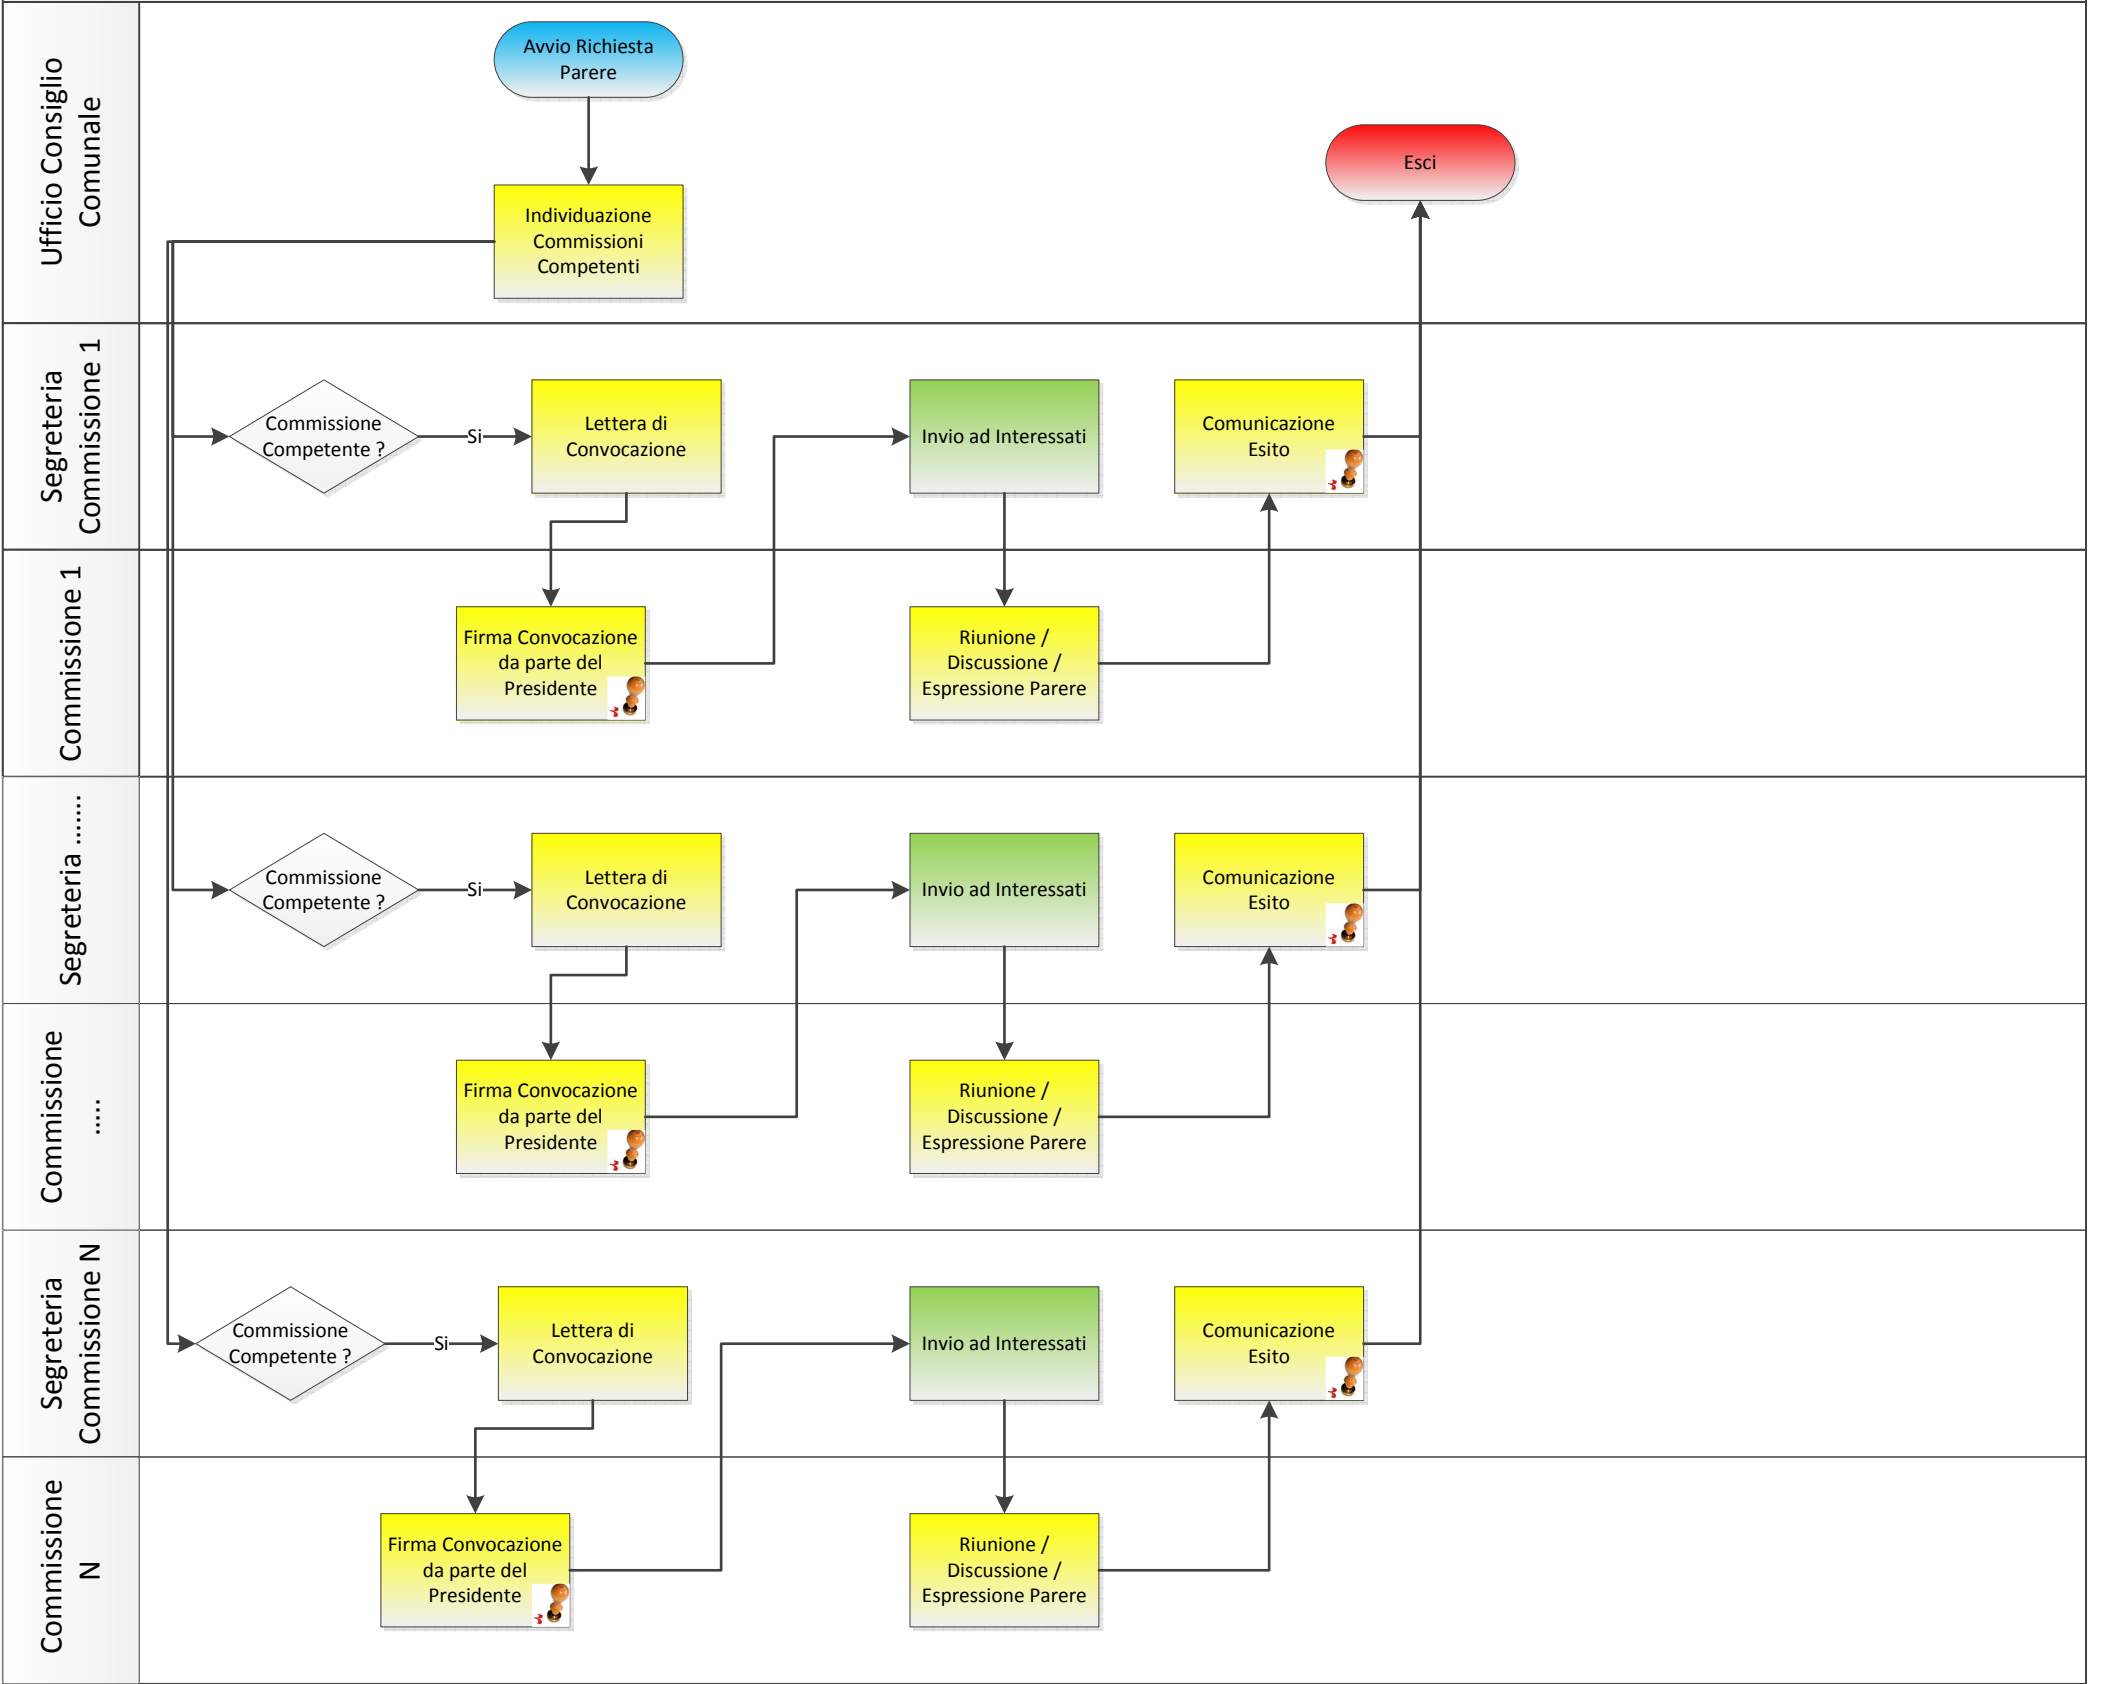 Ufficio Consiglio
Comunale
Avvio Richiesta
Parere
Esci
Individuazione
Commissioni
Competenti
Segreteria
Commissione 1
Commissione
Competente ?
Si
Lettera di
Convocazione
Invio ad Interessati
Comunicazione
Esito
Commissione 1
Firma Convocazione
da parte del
Presidente
Riunione /
Discussione /
Espressione Parere
Segreteria .......
Commissione
Competente ?
Si
Lettera di
Convocazione
Invio ad Interessati
Comunicazione
Esito
Commissione
.....
Firma Convocazione
da parte del
Presidente
Riunione /
Discussione /
Espressione Parere
Segreteria
Commissione N
Commissione
Competente ?
Si
Lettera di
Convocazione
Invio ad Interessati
Comunicazione
Esito
Commissione
N
Firma Convocazione
da parte del
Presidente
Riunione /
Discussione /
Espressione Parere